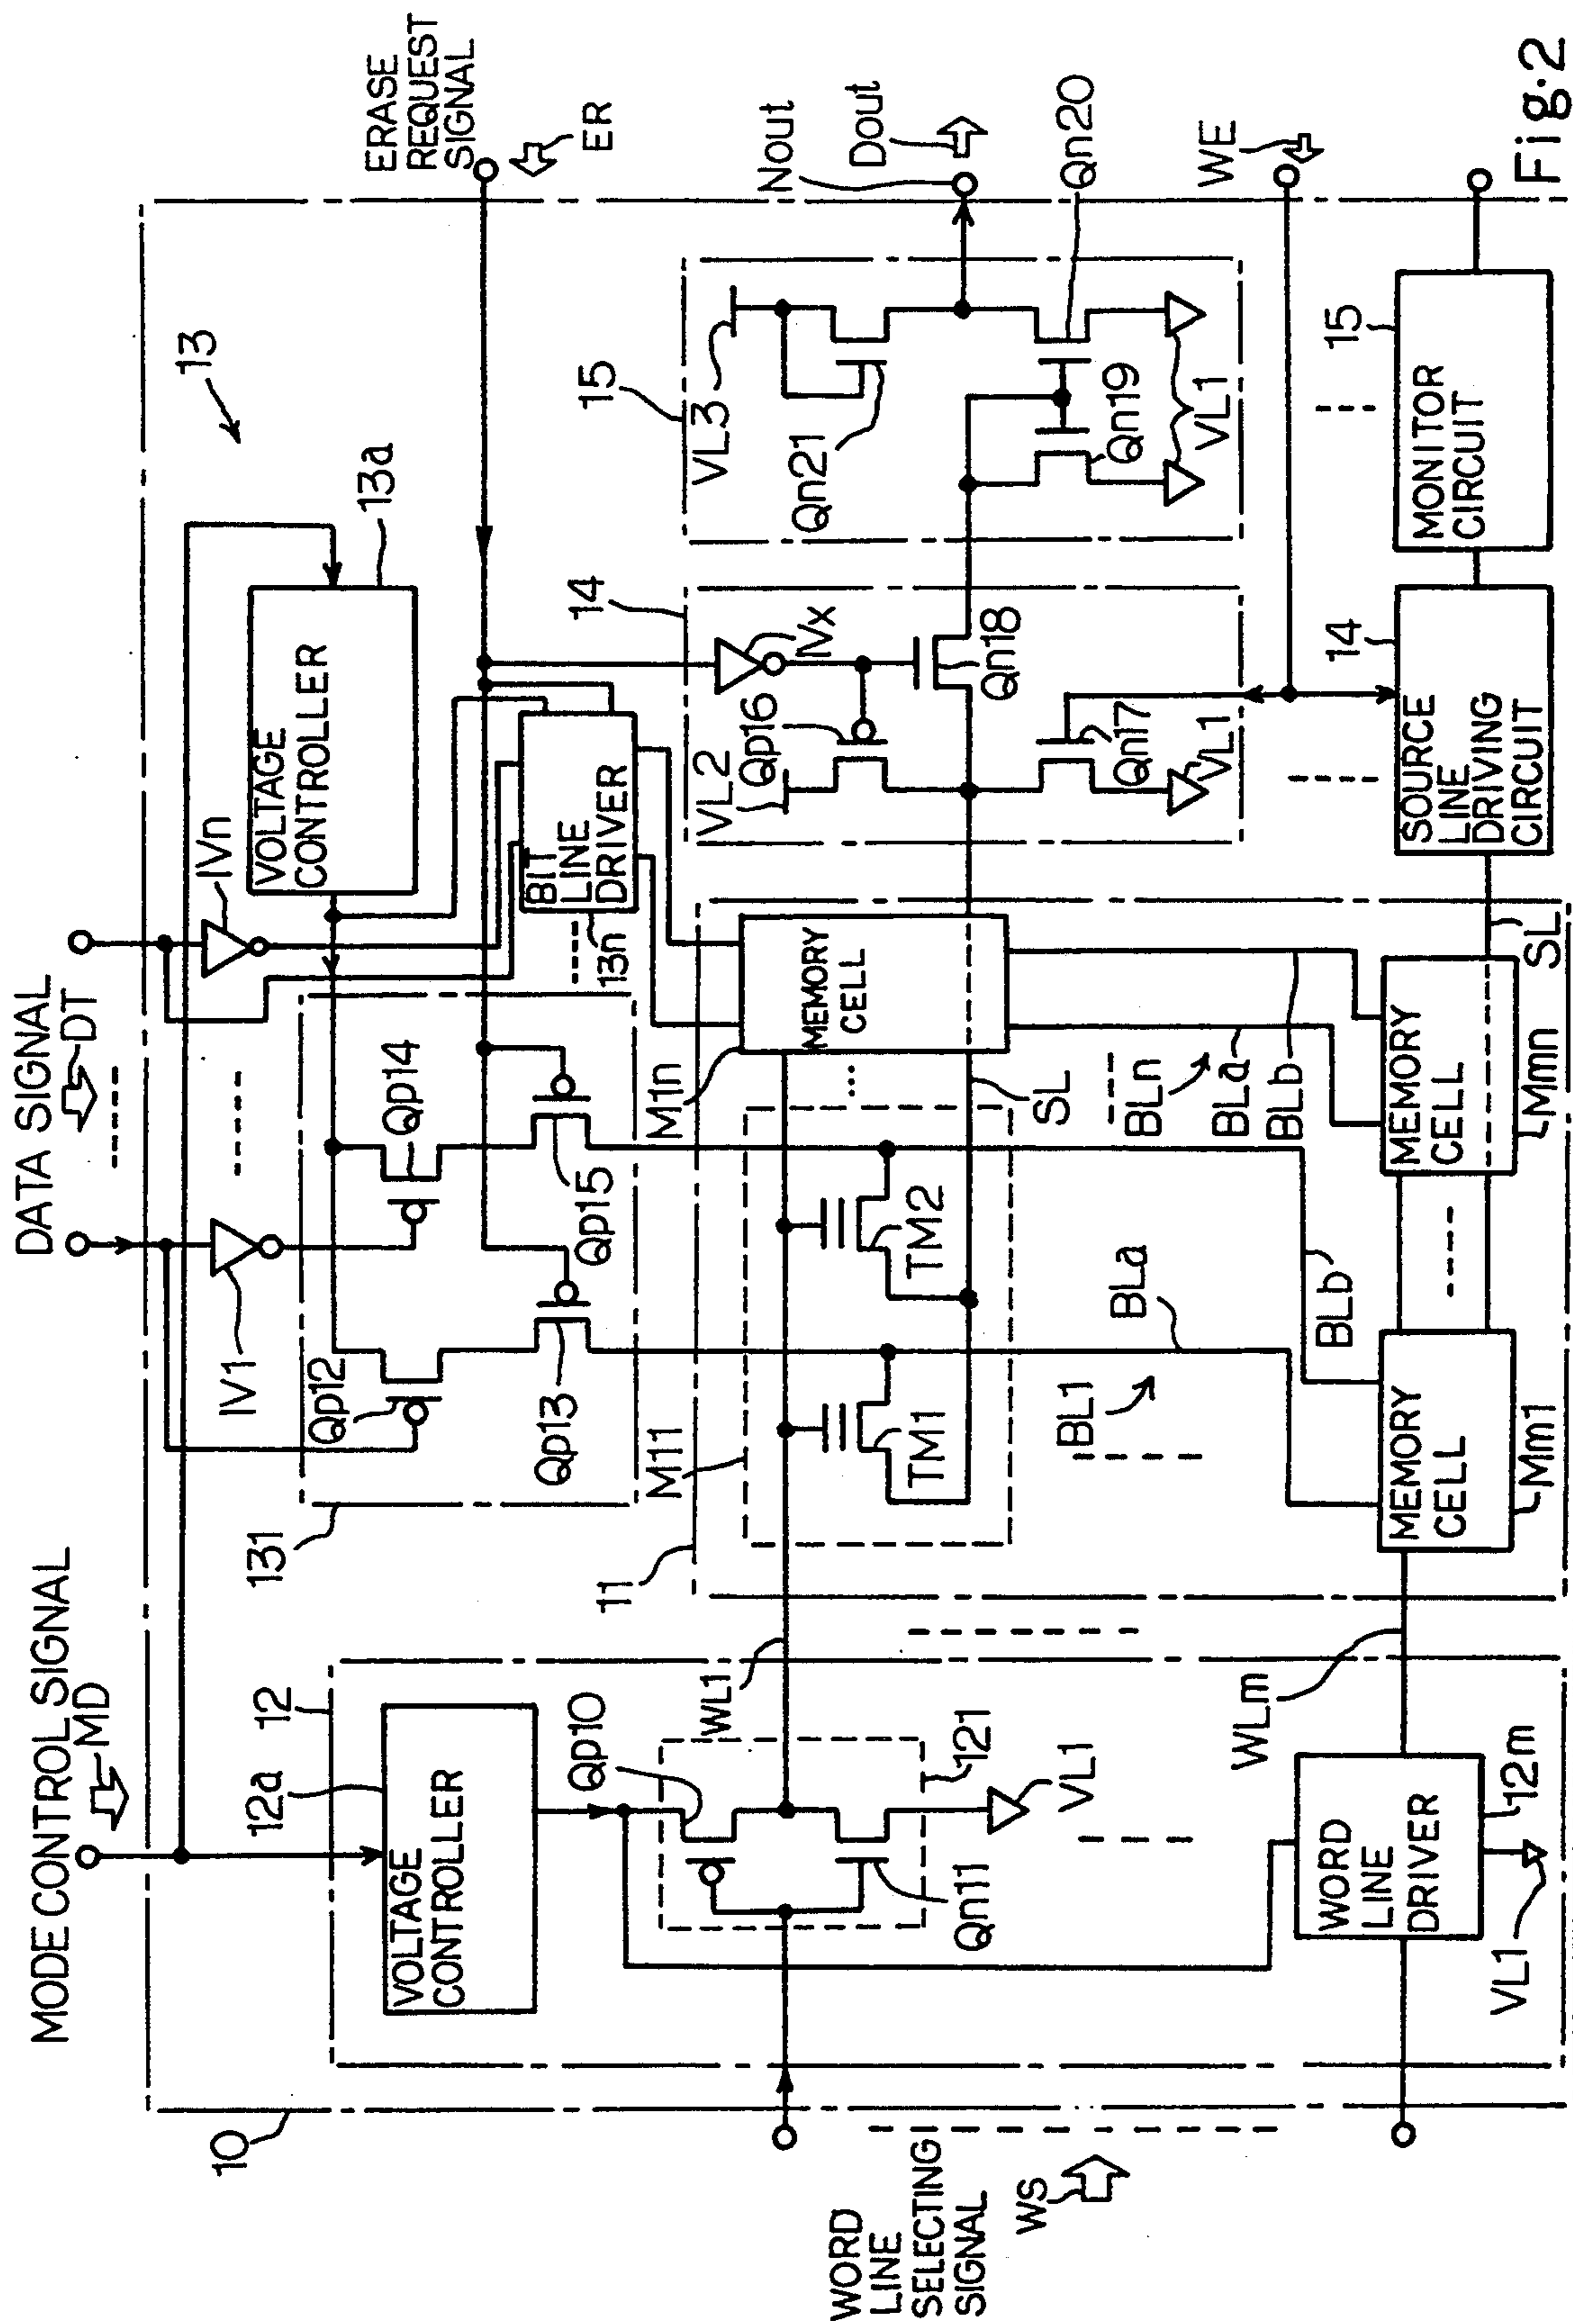 MODE CONTROL SIGNAL
MD
DATA SIGNAL
DT
ERASE
REQUEST
SIGNAL
ER
10
12
12a
VOLTAGE
CONTROLLER
Qp10
121
Qn11
VL1
WL1
WORD
LINE
SELECTING
SIGNAL
WS
WORD
LINE
DRIVER
12m
VL1
WLm
13
131
IV1
IVn
VOLTAGE
CONTROLLER
13a
Qp12
Qp13
Qp14
Qp15
BIT
LINE
DRIVER
13n
11
M11
TM1
TM2
M1n
MEMORY
CELL
SL
BL1
BLa
BLb
BLn
BLa
BLb
MEMORY
CELL
Mm1
MEMORY
CELL
Mmn
SL
14
VL2
Qp16
IVx
Qn18
Qn17
VL1
15
VL3
Qn21
Qn19
VL1
Qn20
Nout
Dout
WE
14
SOURCE
LINE
DRIVING
CIRCUIT
15
MONITOR
CIRCUIT
Fig.2